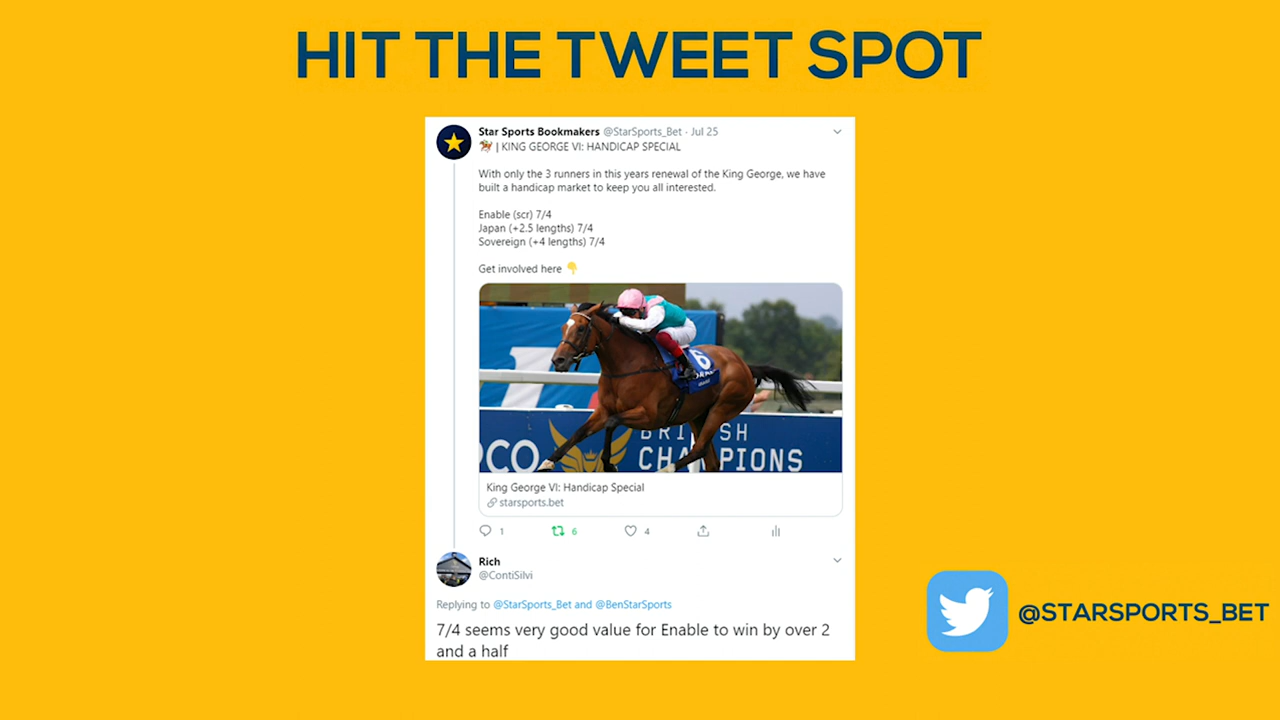 HIT THE TWEET SPOT
Star Sports Bookmakers @StarSports_Bet · Jul 25
🏇 | KING GEORGE VI: HANDICAP SPECIAL
With only the 3 runners in this years renewal of the King George, we have
built a handicap market to keep you all interested.
Enable (scr) 7/4
Japan (+2.5 lengths) 7/4
Sovereign (+4 lengths) 7/4
Get involved here 👇
6
BRITISH
CO
CHAMPIONS
King George VI: Handicap Special
starsports.bet
1 6 4
Rich
@ContiSilvi
Replying to @StarSports_Bet and @BenStarSports
7/4 seems very good value for Enable to win by over 2
and a half
@STARSPORTS_BET